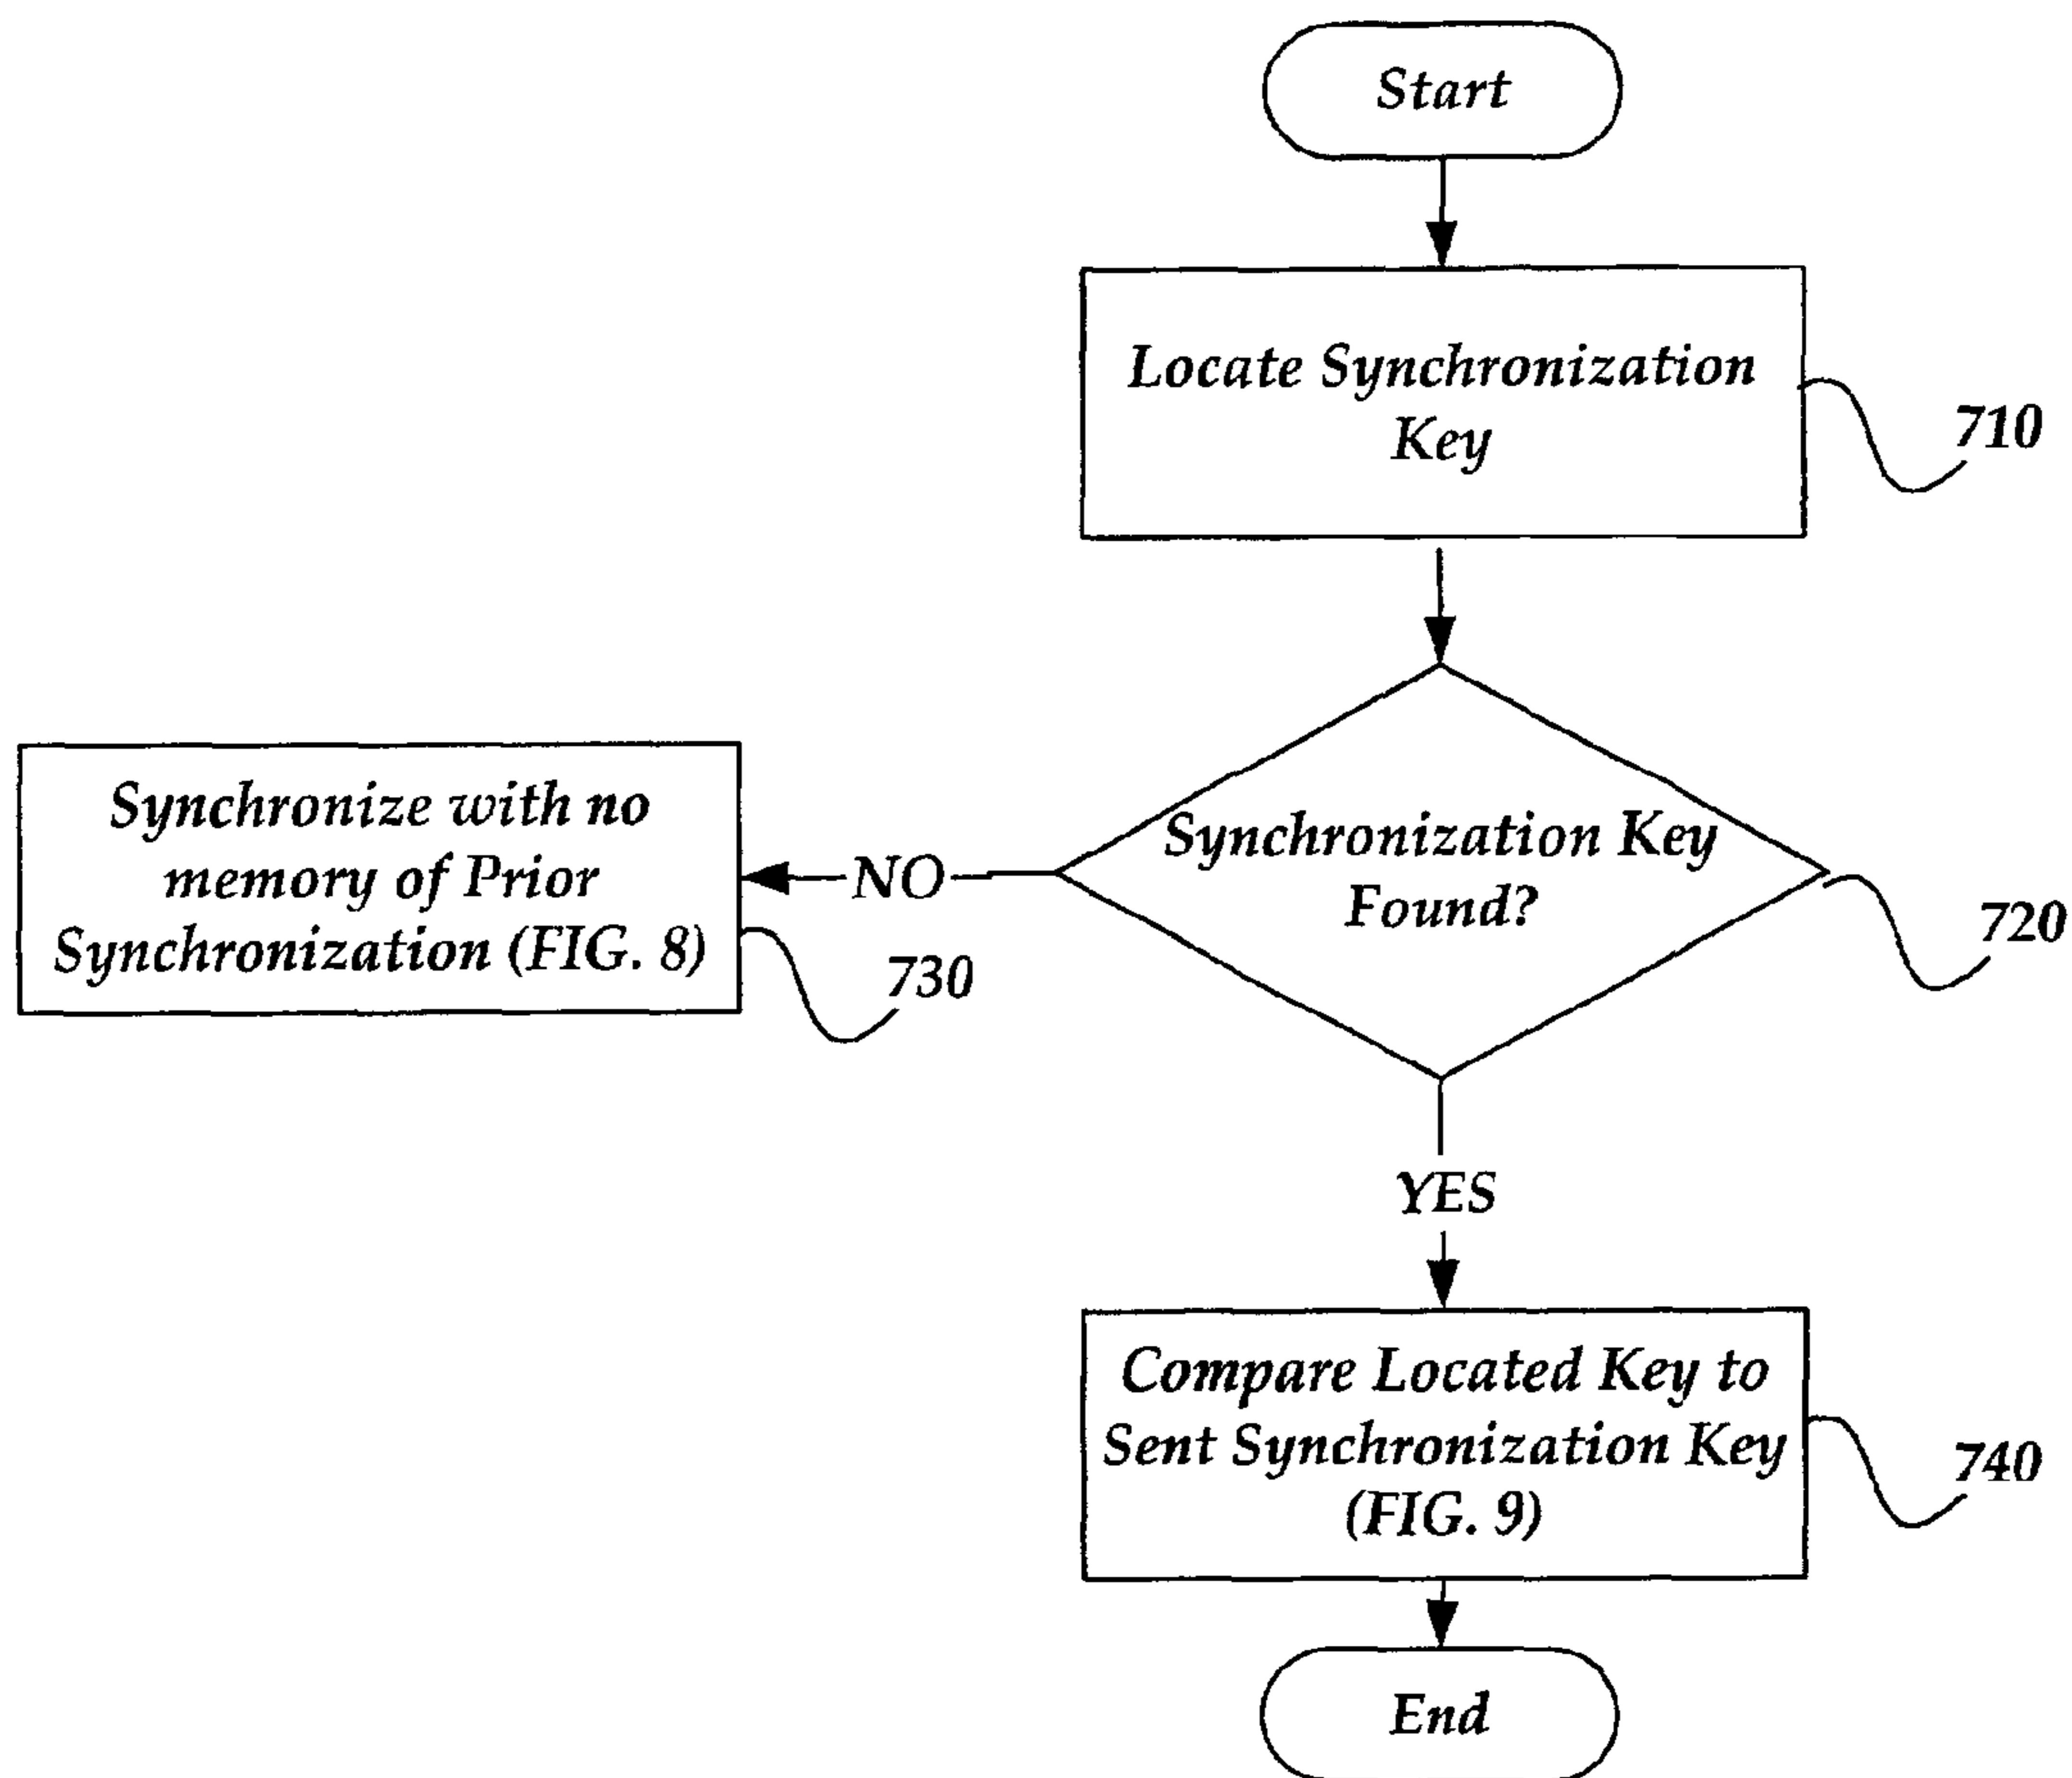 Start
Locate Synchronization
Key
710
Synchronization Key
Found?
720
NO
Synchronize with no
memory of Prior
Synchronization (FIG. 8)
730
YES
Compare Located Key to
Sent Synchronization Key
(FIG. 9)
740
End